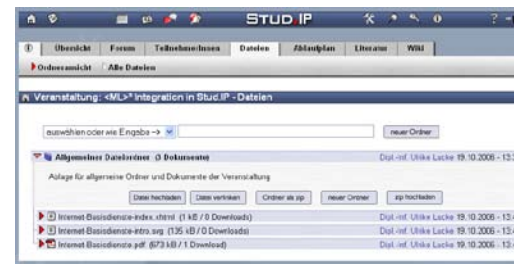 STUD.IP ?
Übersicht Forum TeilnehmerInnen Dateien Ablaufplan Literatur Wiki
Ordneransicht Alle Dateien
Veranstaltung: <ML>³ Integration in Stud.IP - Dateien
auswählen oder wie Eingabe --> neuer Ordner
Allgemeiner Dateiordner (3 Dokumente) Dipl.-Inf. Ulrike Lucke 19.10.2006 - 13:
Ablage für allgemeine Ordner und Dokumente der Veranstaltung
Datei hochladen Datei verlinken Ordner als zip neuer Ordner zip hochladen
Internet-Basisdienste-index.xhtml (1 kB / 0 Downloads) Dipl.-Inf. Ulrike Lucke 19.10.2006 - 13:4
Internet-Basisdienste-intro.svg (135 kB / 0 Downloads) Dipl.-Inf. Ulrike Lucke 19.10.2006 - 13:4
Internet-Basisdienste.pdf (673 kB / 1 Download) Dipl.-Inf. Ulrike Lucke 19.10.2006 - 13:4